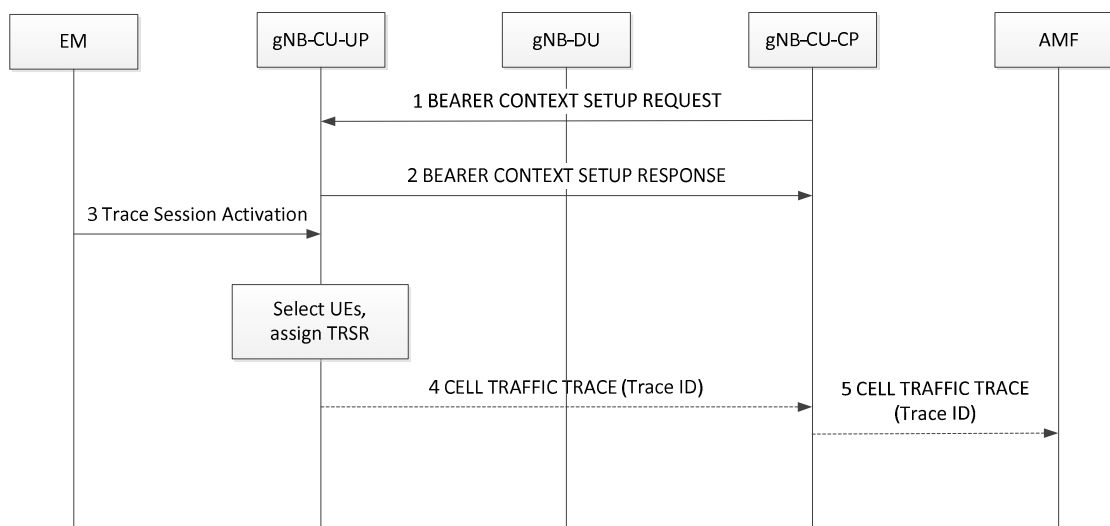 EM
gNB-CU-UP
gNB-DU
gNB-CU-CP
AMF
1 BEARER CONTEXT SETUP REQUEST
2 BEARER CONTEXT SETUP RESPONSE
3 Trace Session Activation
Select UEs,
assign TRSR
4 CELL TRAFFIC TRACE (Trace ID)
5 CELL TRAFFIC TRACE
(Trace ID)